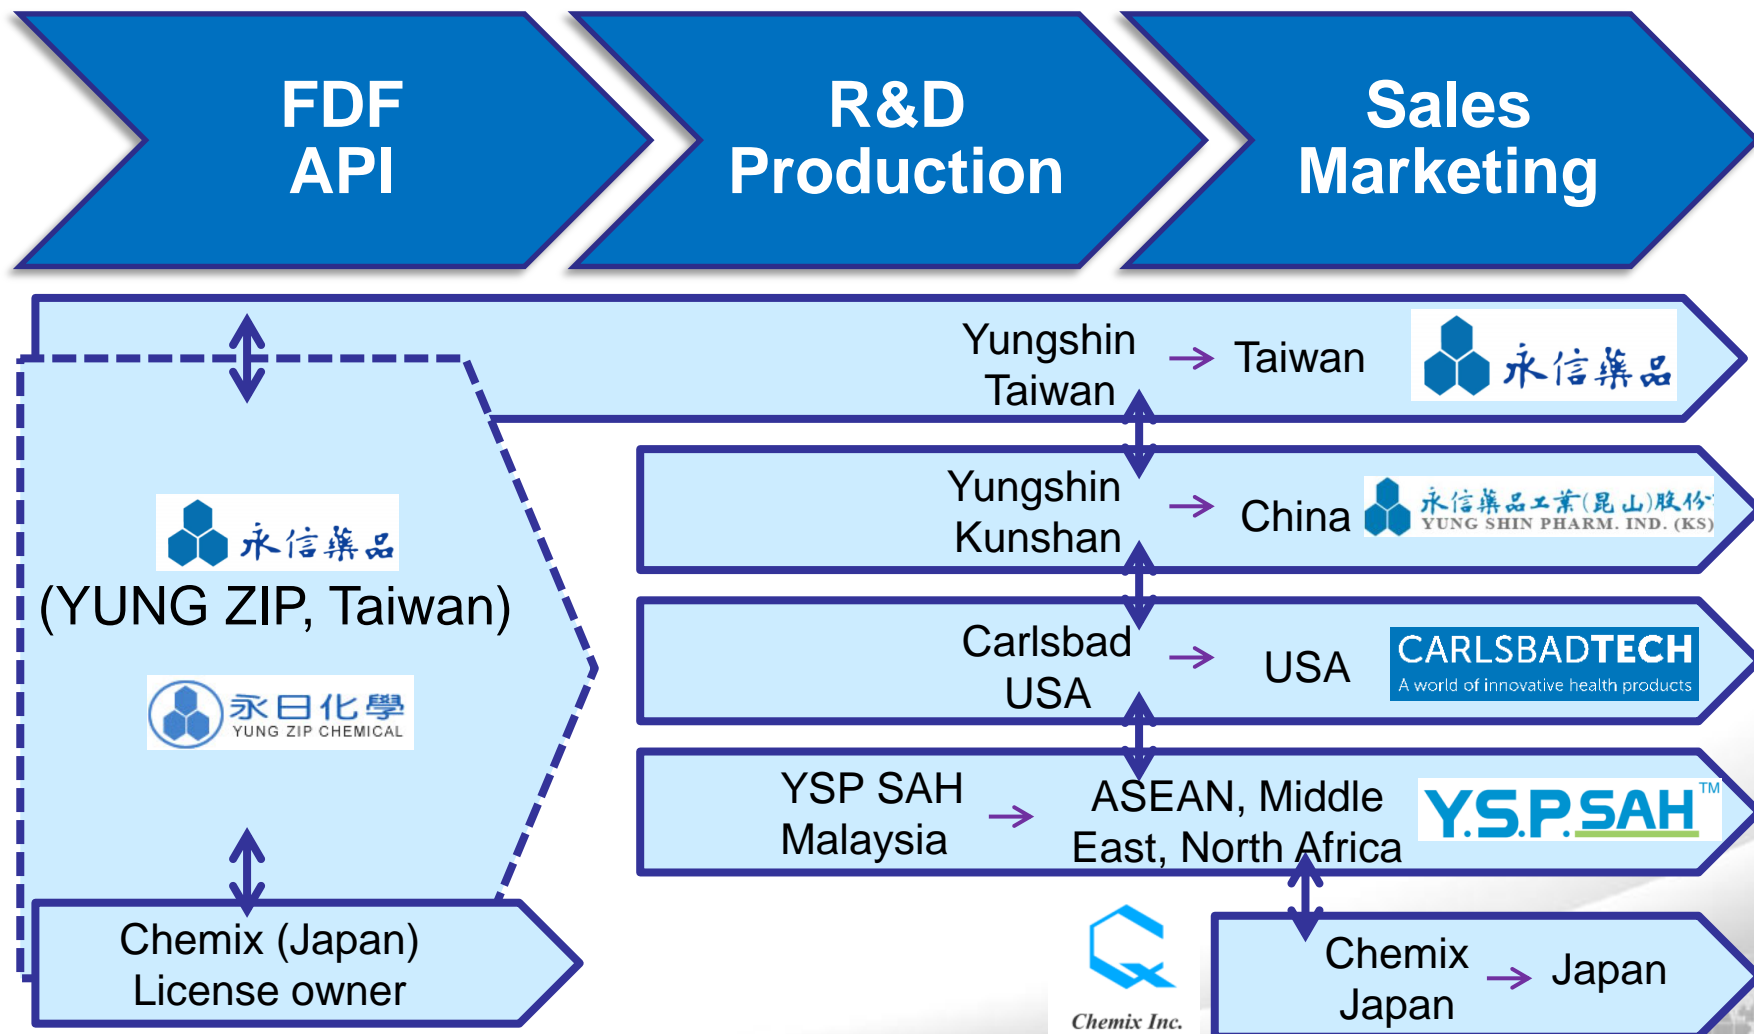 FDF
API
R&D
Production
Sales
Marketing
Yungshin
Taiwan
Taiwan
永信藥品
Yungshin
Kunshan
China
永信藥品工業(昆山)股份
YUNG SHIN PHARM. IND. (KS)
永信藥品
(YUNG ZIP, Taiwan)
永日化學
YUNG ZIP CHEMICAL
Carlsbad
USA
USA
CARLSBADTECH
A world of innovative health products
YSP SAH
Malaysia
ASEAN, Middle
East, North Africa
Y.S.P.SAH™
Chemix (Japan)
License owner
Chemix Inc.
Chemix
Japan
Japan